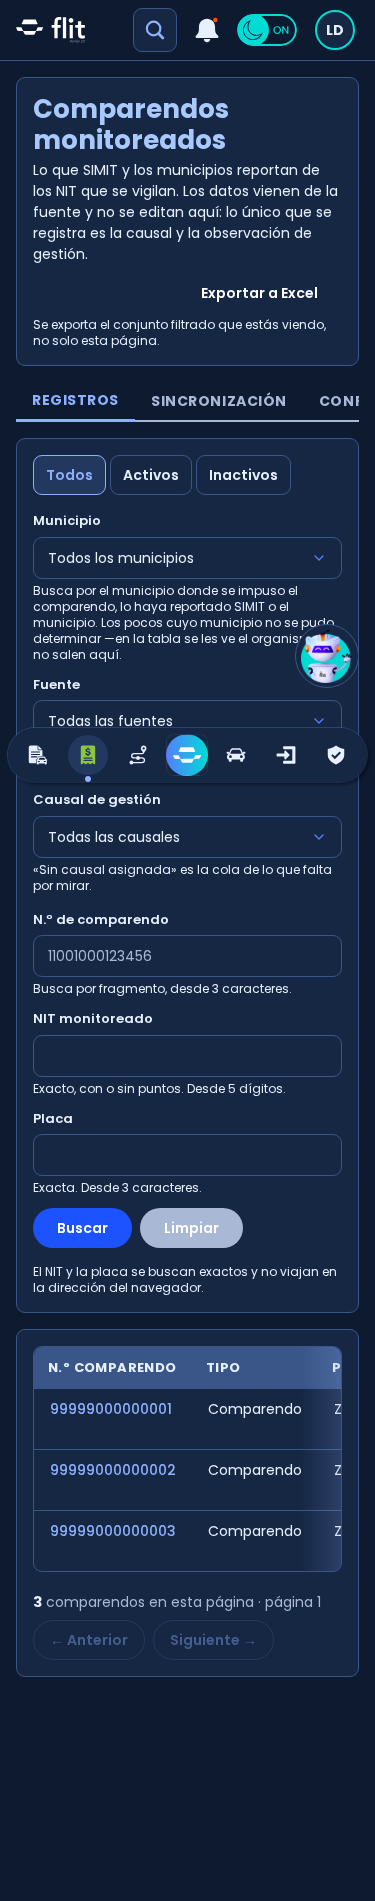 flit
ON
LD
Comprendos
monitoreados
Lo que SIMIT y los municipios reportan de
los NIT que se vigilan. Los datos vienen de la
fuente y no se editan aquí: lo único que se
registra es la causal y la observación de
gestión.
Exportar a Excel
Se exporta el conjunto filtrado que estás viendo,
no solo esta página.
REGISTROS
SINCRONIZACIÓN
CONF
Todos
Activos
Inactivos
Municipio
Todos los municipios
Busca por el municipio donde se impuso el
comparendo, lo haya reportado SIMIT o el
municipio. Los pocos cuyo municipio no se pudo
determinar —en la tabla se les ve el organis
no salen aquí.
Fuente
Todas las fuentes
Causal de gestión
Todas las causales
«Sin causal asignada» es la cola de lo que falta
por mirar.
N.º de comparendo
11001000123456
Busca por fragmento, desde 3 caracteres.
NIT monitoreado
Exacto, con o sin puntos. Desde 5 dígitos.
Placa
Exacta. Desde 3 caracteres.
Buscar
Limpiar
El NIT y la placa se buscan exactos y no viajan en
la dirección del navegador.
N.º COMPARENDO
TIPO
P
99999000000001
Comparendo
Z
99999000000002
Comparendo
Z
99999000000003
Comparendo
Z
3 comparendos en esta página · página 1
← Anterior
Siguiente →